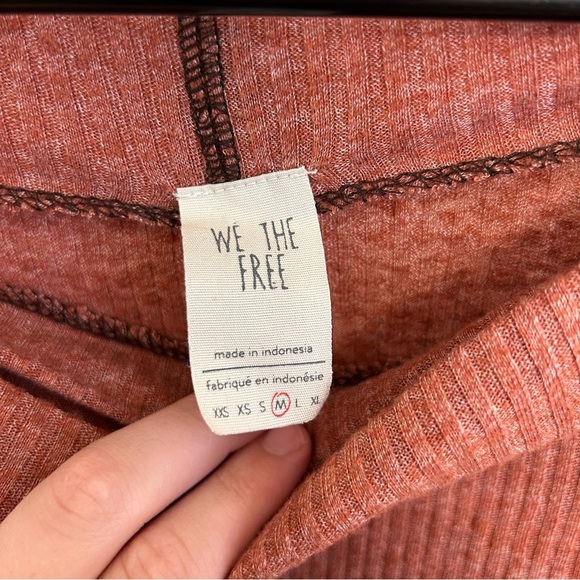 WE THE
FREE
made in indonesia
fabriqué en indonésie
XXS XS S M L XL